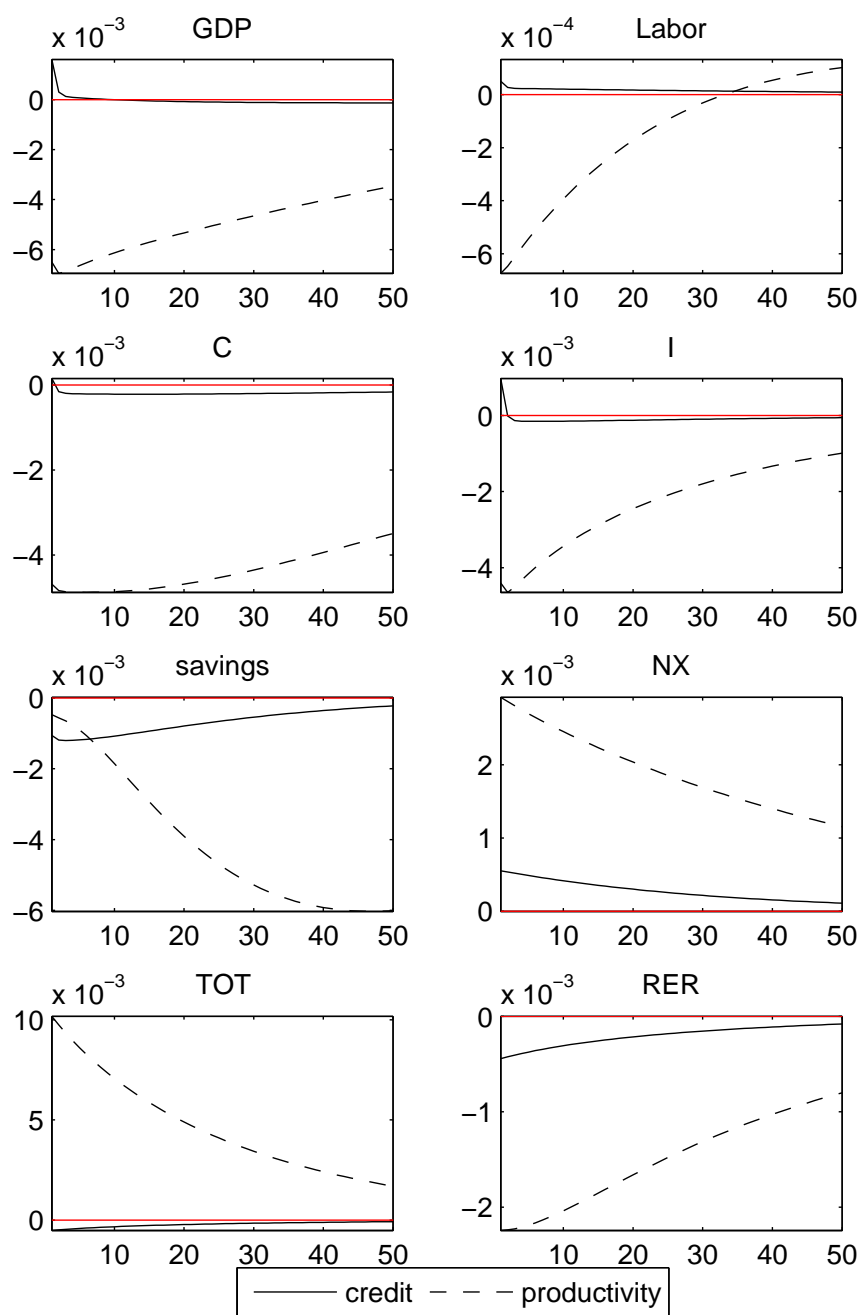 x 10⁻³ GDP
0
−2
−4
−6
10 20 30 40 50
x 10⁻⁴ Labor
0
−2
−4
−6
10 20 30 40 50
x 10⁻³ C
0
−2
−4
10 20 30 40 50
x 10⁻³ I
0
−2
−4
10 20 30 40 50
x 10⁻³ savings
0
−2
−4
−6
10 20 30 40 50
x 10⁻³ NX
2
1
0
10 20 30 40 50
x 10⁻³ TOT
10
5
0
10 20 30 40 50
x 10⁻³ RER
0
−1
−2
10 20 30 40 50
credit productivity